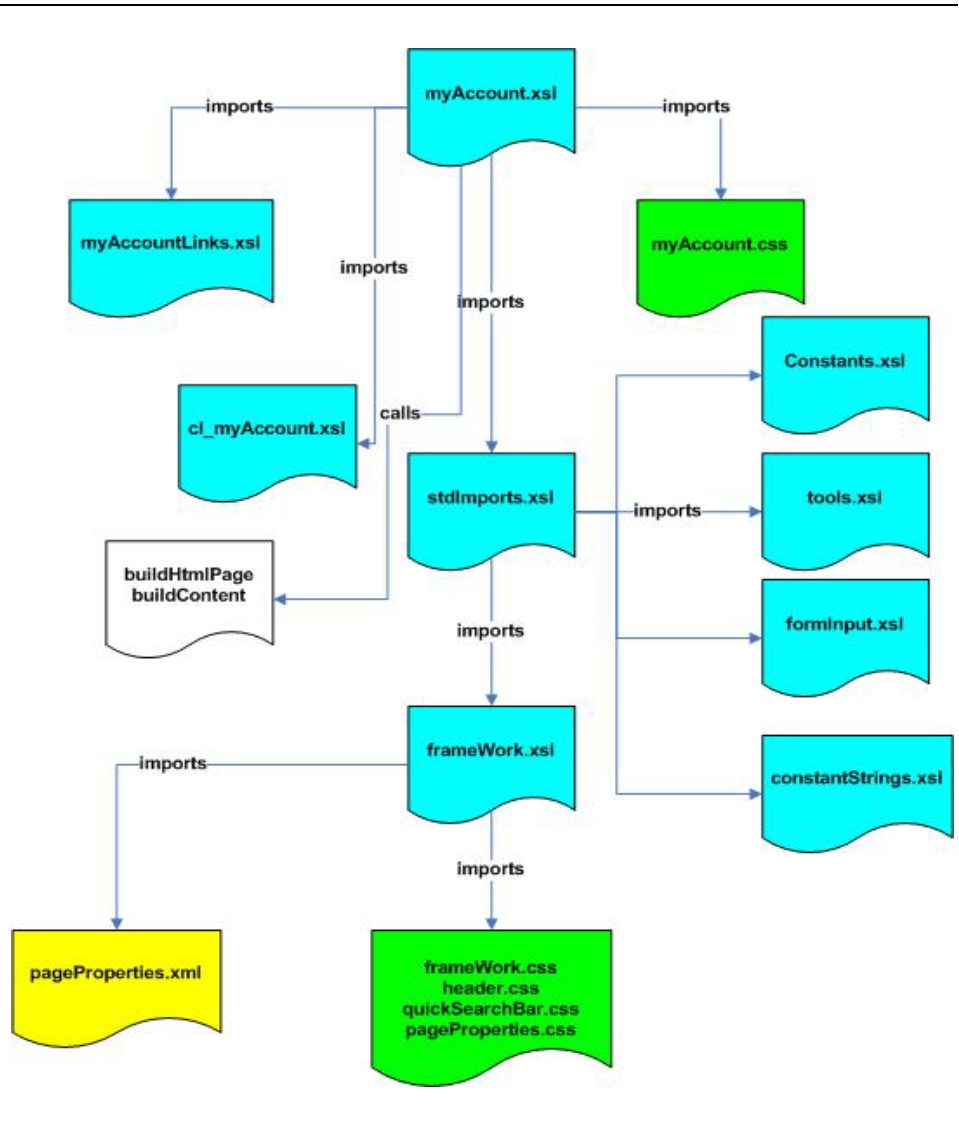 myAccount.xsl
imports
imports
myAccountLinks.xsl
myAccount.css
imports
imports
Constants.xsl
calls
cl_myAccount.xsl
stdImports.xsl
imports
tools.xsl
buildHtmlPage
buildContent
imports
formInput.xsl
frameWork.xsl
imports
constantStrings.xsl
imports
pageProperties.xml
frameWork.css
header.css
quickSearchBar.css
pageProperties.css